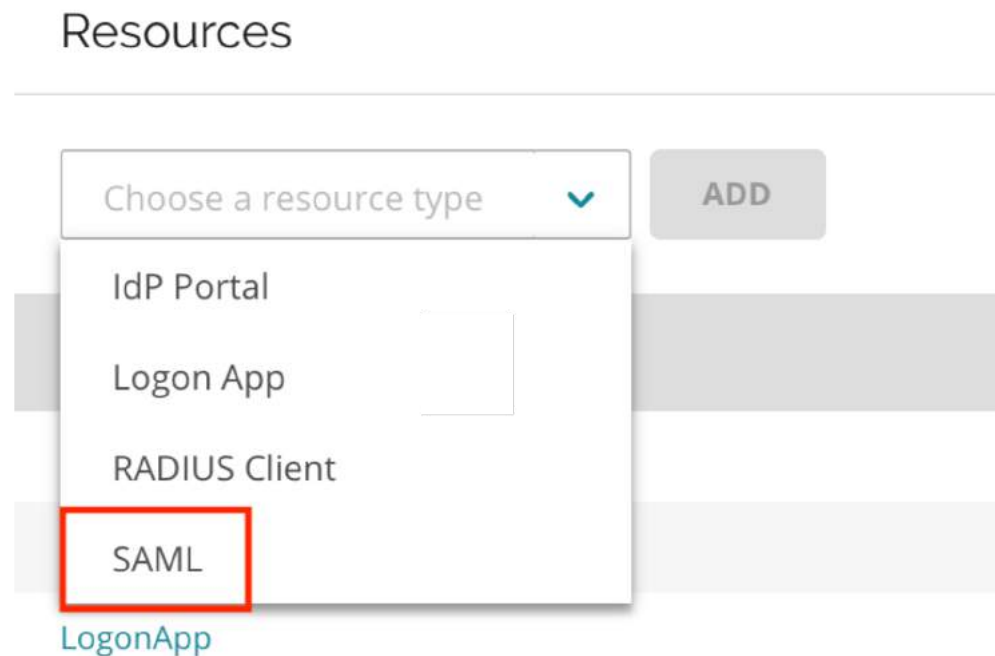 Resources
Choose a resource type
ADD
IdP Portal
Logon App
RADIUS Client
SAML
LogonApp